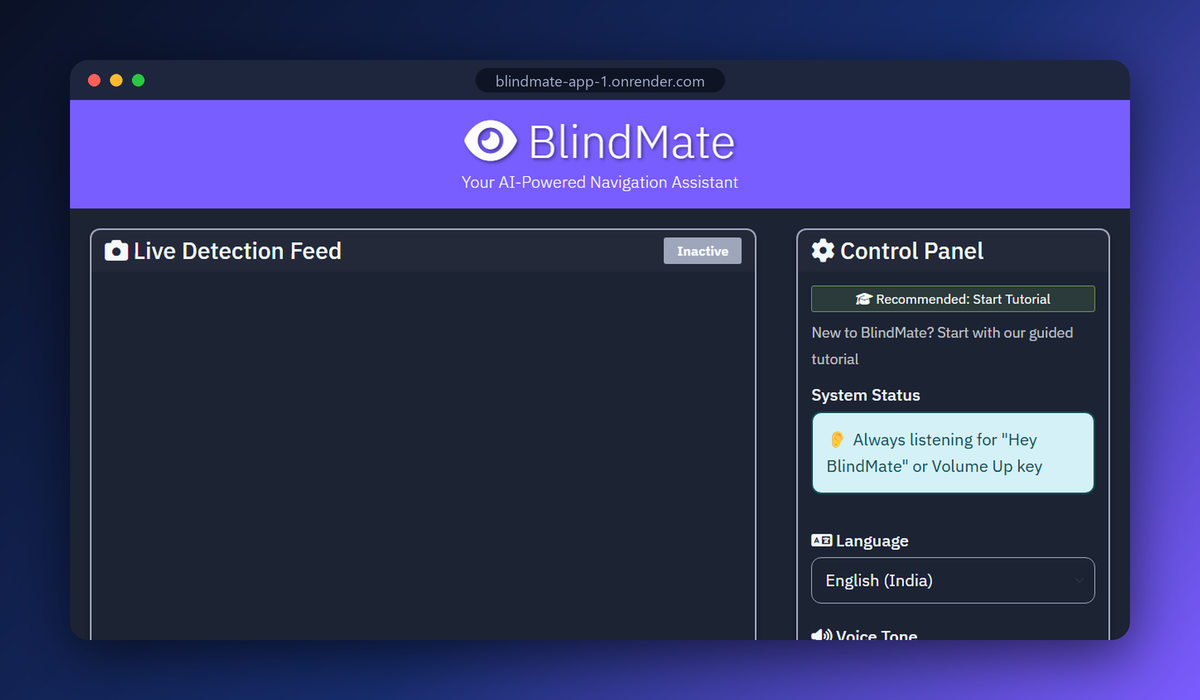 blindmate-app-1.onrender.com
BlindMate
Your AI-Powered Navigation Assistant
Live Detection Feed
Inactive
Control Panel
Recommended: Start Tutorial
New to BlindMate? Start with our guided
tutorial
System Status
👂 Always listening for "Hey
BlindMate" or Volume Up key
Language
English (India)
Voice Tone